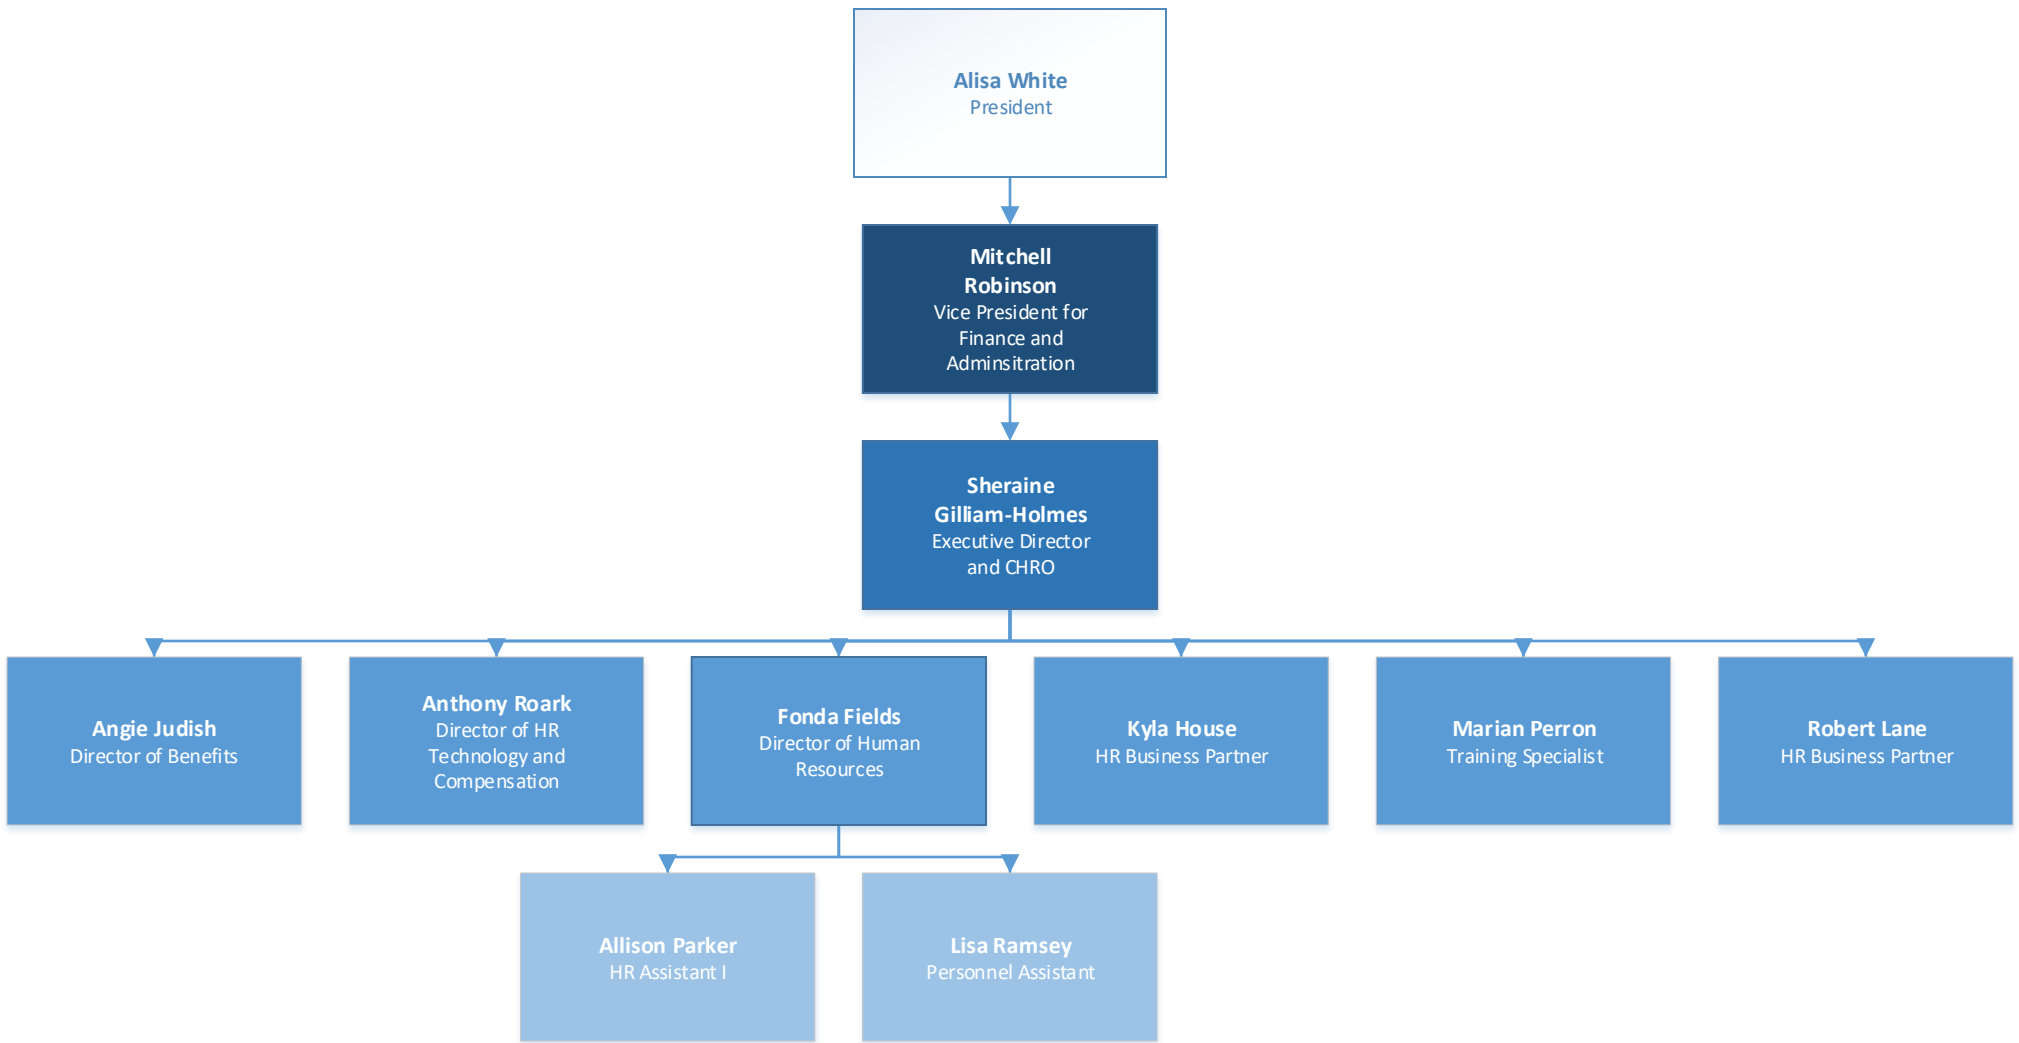 Alisa White
President
Mitchell
Robinson
Vice President for
Finance and
Adminsitration
Sheraine
Gilliam-Holmes
Executive Director
and CHRO
Angie Judish
Director of Benefits
Anthony Roark
Director of HR
Technology and
Compensation
Fonda Fields
Director of Human
Resources
Kyla House
HR Business Partner
Marian Perron
Training Specialist
Robert Lane
HR Business Partner
Allison Parker
HR Assistant I
Lisa Ramsey
Personnel Assistant